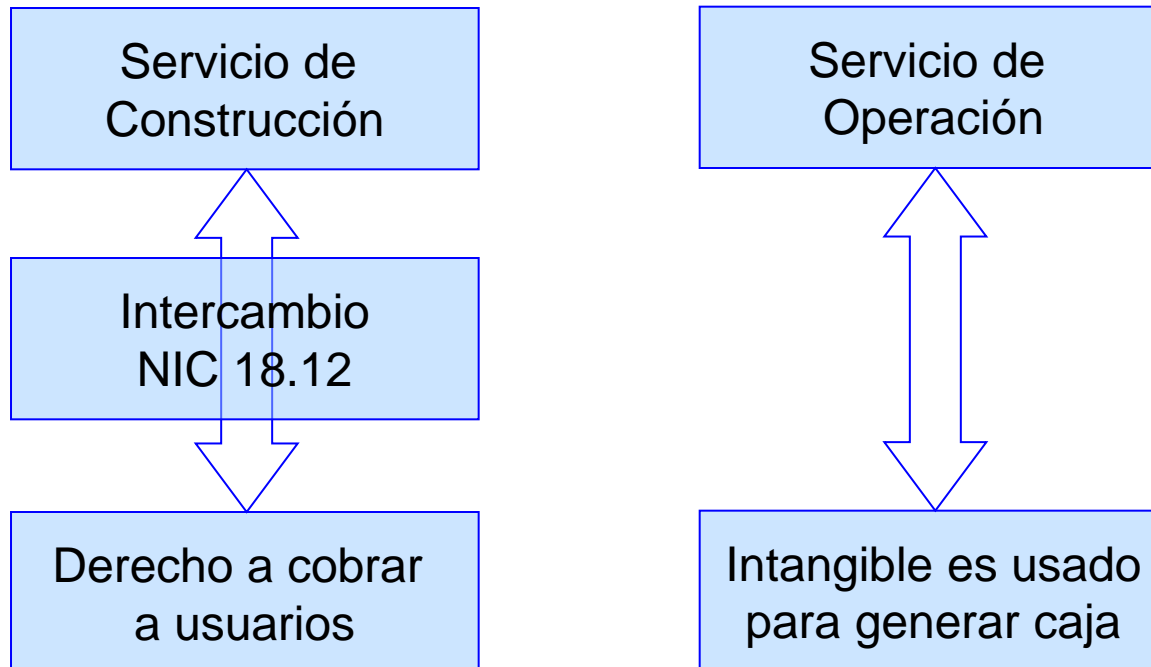 Servicio de
Construcción
Intercambio
NIC 18.12
Derecho a cobrar
a usuarios
Servicio de
Operación
Intangible es usado
para generar caja